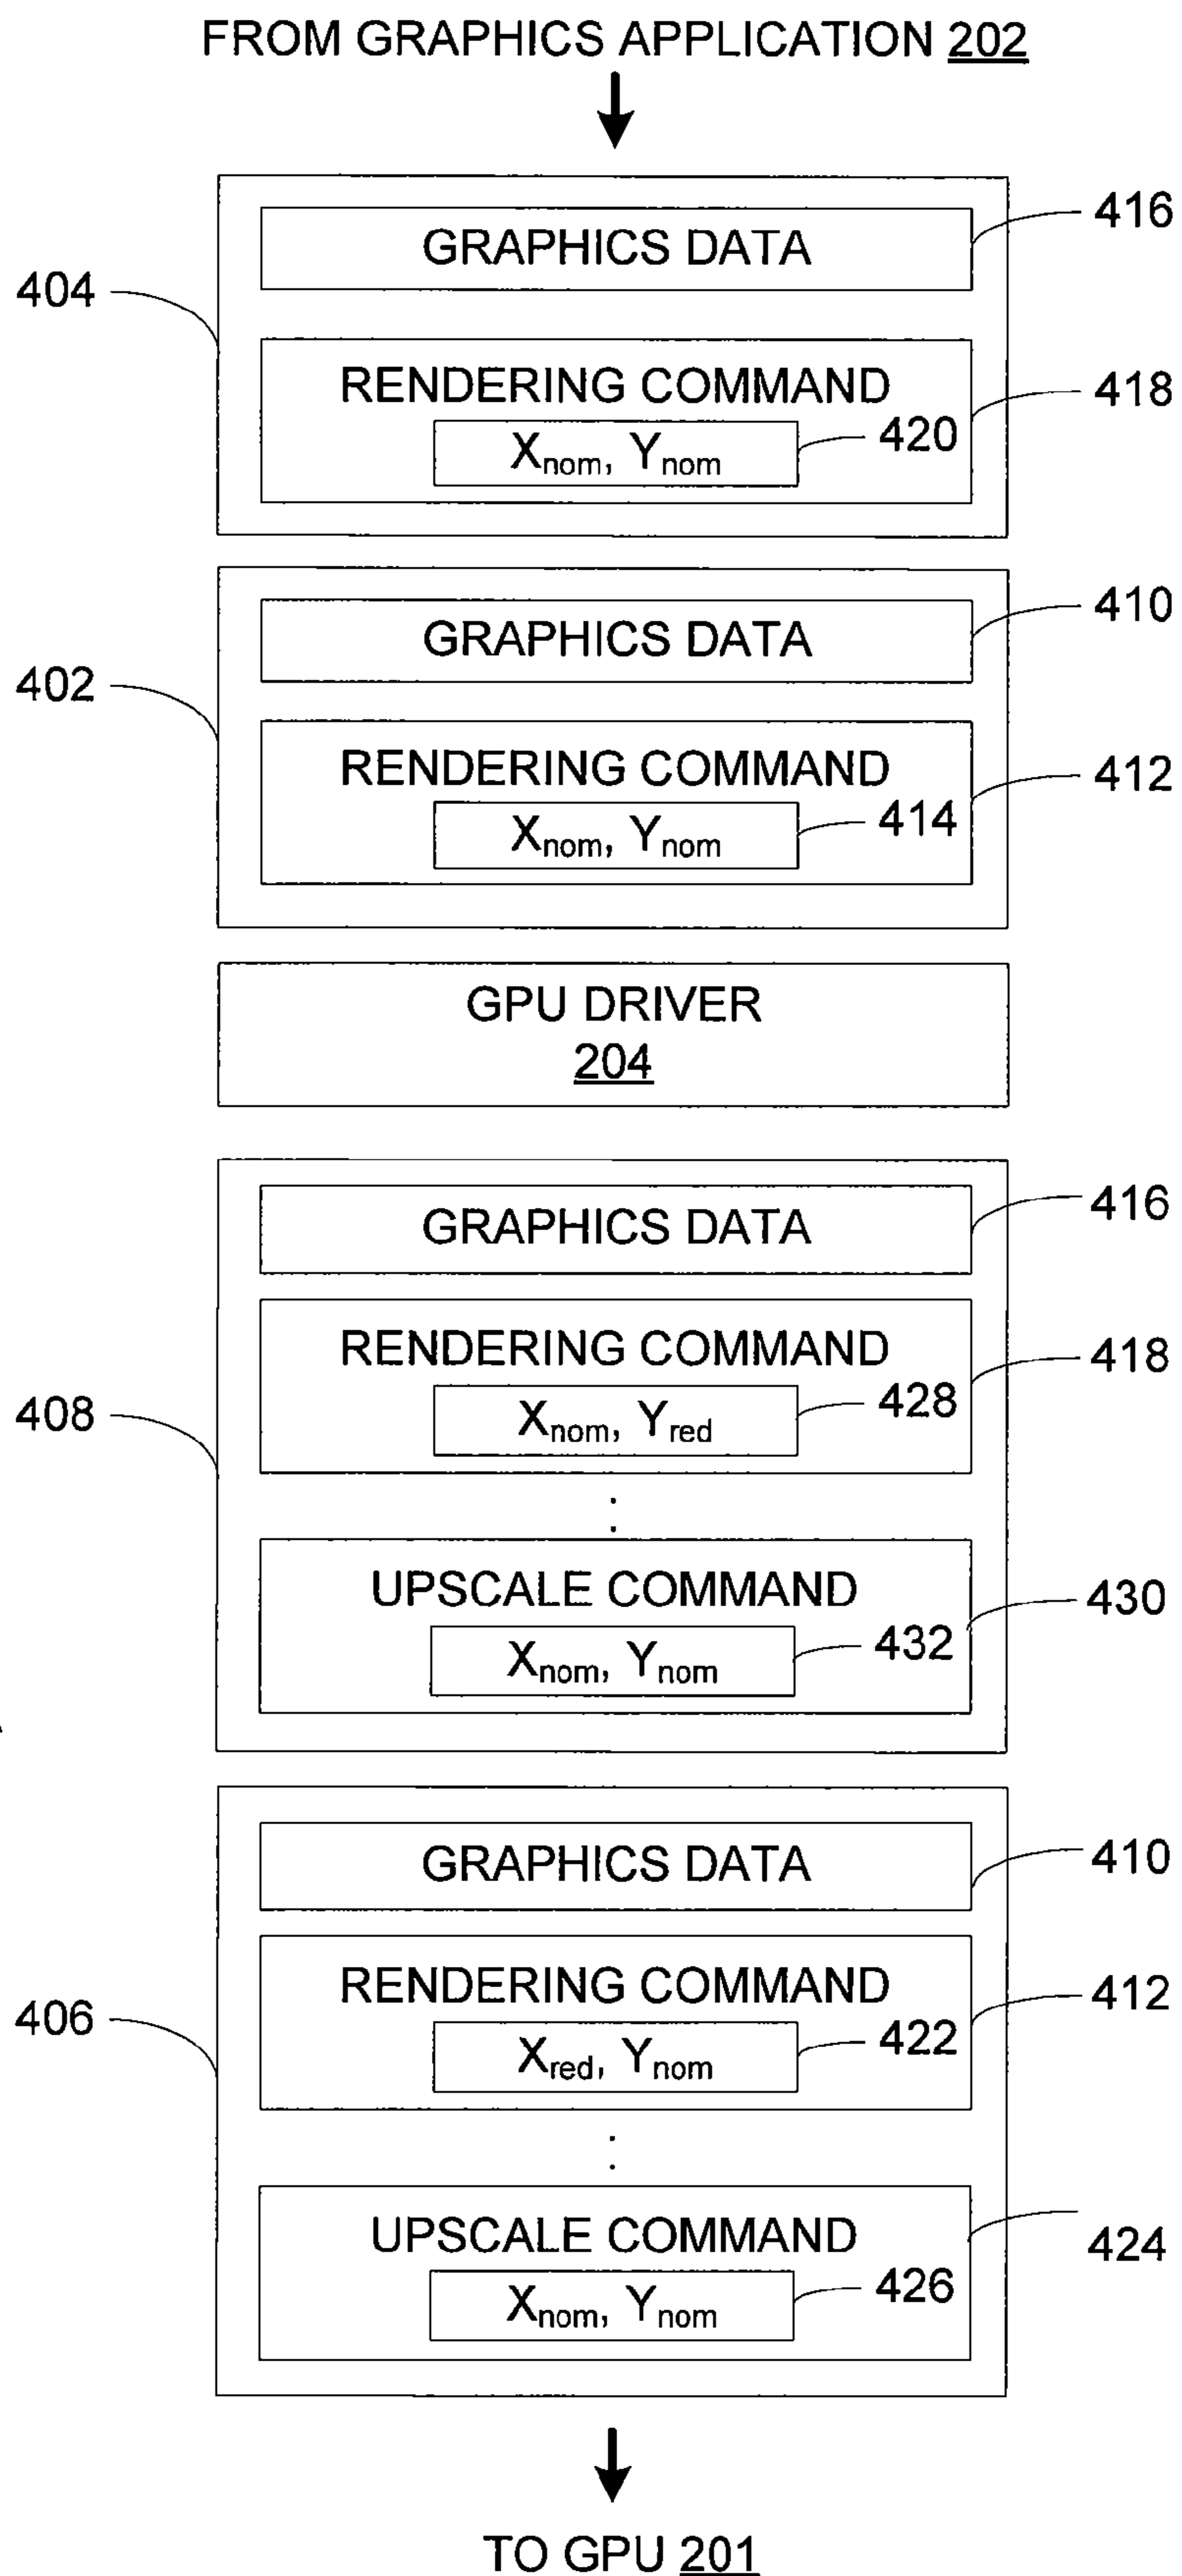 FROM GRAPHICS APPLICATION 202
GRAPHICS DATA
416
404
RENDERING COMMAND
418
Xnom, Ynom
420
GRAPHICS DATA
410
402
RENDERING COMMAND
412
Xnom, Ynom
414
GPU DRIVER
204
GRAPHICS DATA
416
RENDERING COMMAND
418
408
Xnom, Yred
428
UPSCALE COMMAND
430
Xnom, Ynom
432
GRAPHICS DATA
410
RENDERING COMMAND
412
406
Xred, Ynom
422
UPSCALE COMMAND
424
Xnom, Ynom
426
TO GPU 201